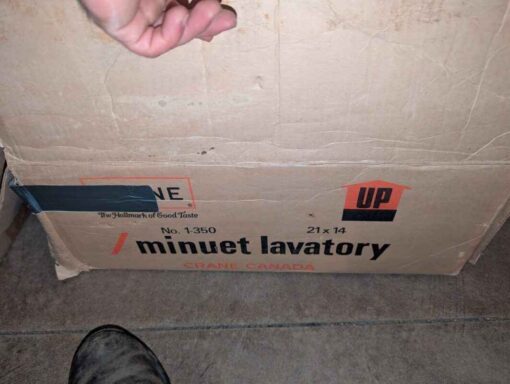 NE
UP
The Hallmark of Good Taste
No. 1-350 21 x 14
minuet lavatory
CRANE CANADA